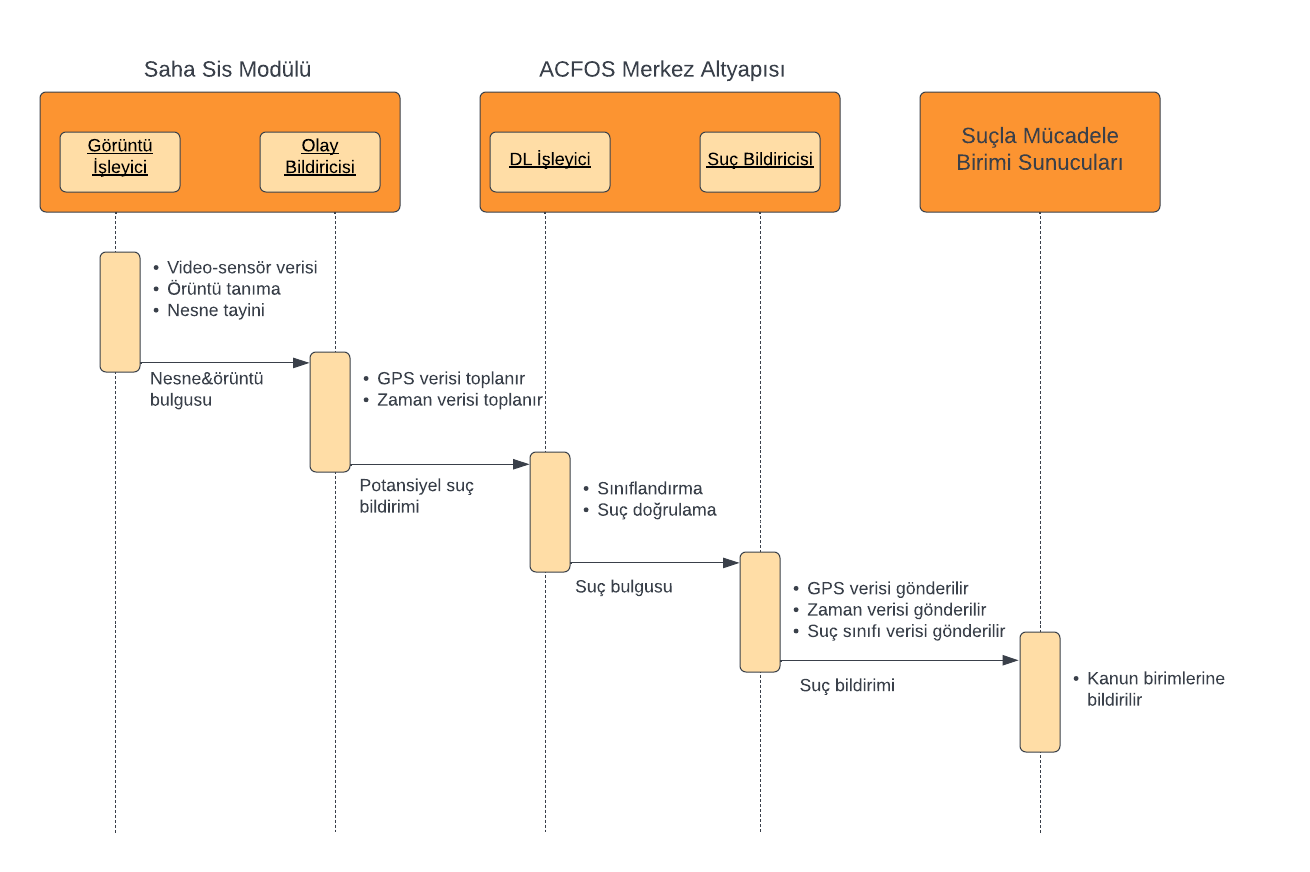 Saha Sis Modülü
ACFOS Merkez Altyapısı
Görüntü
İşleyici
Olay
Bildiricisi
DL İşleyici
Suç Bildiricisi
Suçla Mücadele
Birimi Sunucuları
• Video-sensör verisi
• Örüntü tanıma
• Nesne tayini
Nesne&örüntü
bulgusu
• GPS verisi toplanır
• Zaman verisi toplanır
Potansiyel suç
bildirimi
• Sınıflandırma
• Suç doğrulama
Suç bulgusu
• GPS verisi gönderilir
• Zaman verisi gönderilir
• Suç sınıfı verisi gönderilir
Suç bildirimi
• Kanun birimlerine
bildirilir